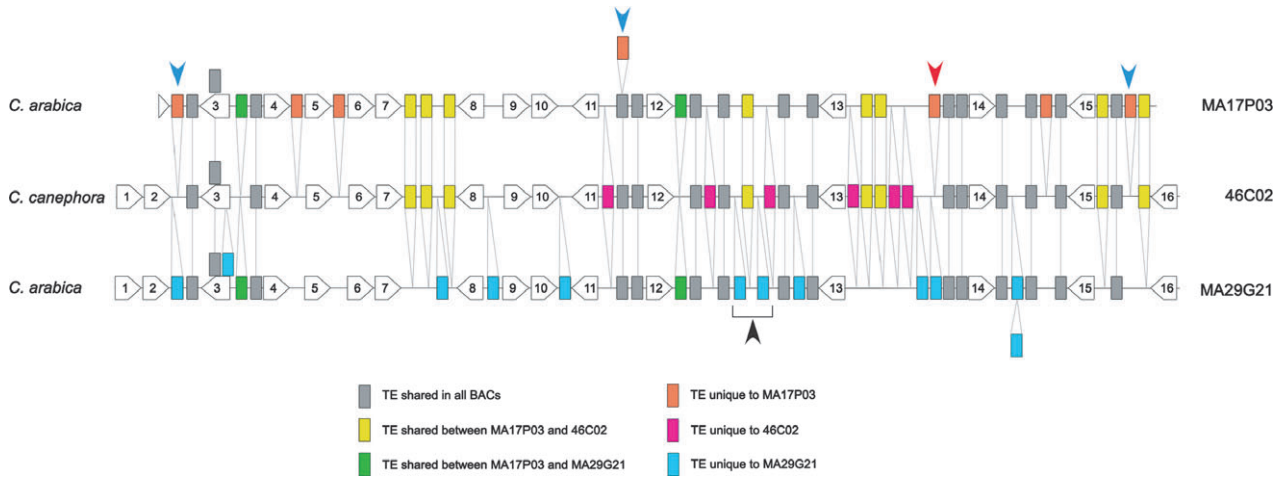 C. arabica 3 4 5 6 7 8 9 10 11 12 13 14 15 MA17P03
C. canephora 1 2 3 4 5 6 7 8 9 10 11 12 13 14 15 16 46C02
C. arabica 1 2 3 4 5 6 7 8 9 10 11 12 13 14 15 16 MA29G21
TE shared in all BACs
TE unique to MA17P03
TE shared between MA17P03 and 46C02
TE unique to 46C02
TE shared between MA17P03 and MA29G21
TE unique to MA29G21